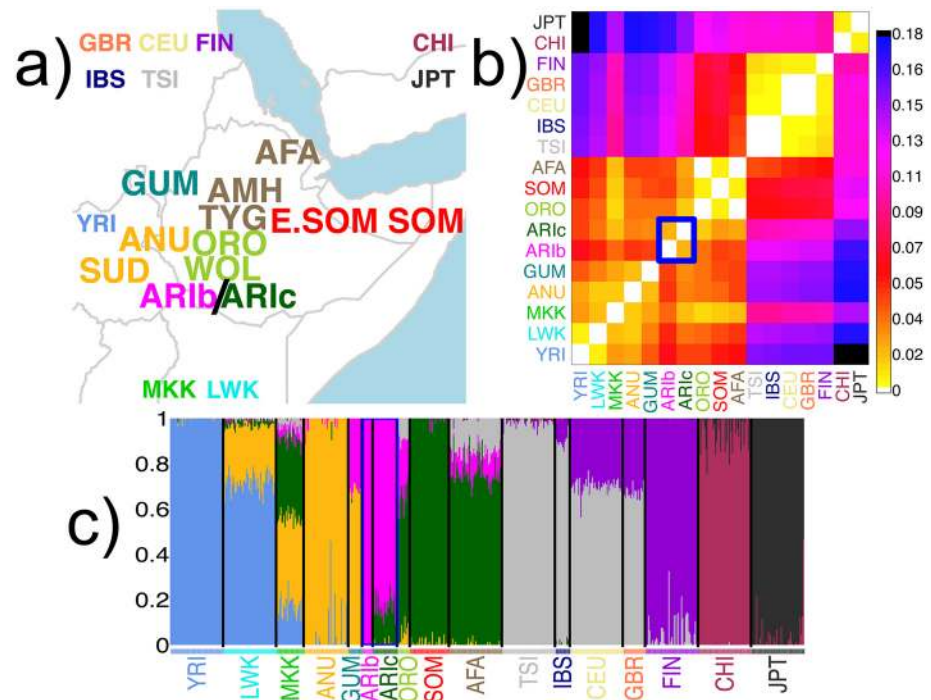 a)
GBR CEU FIN CHI
IBS TSI JPT
AFA
GUM AMH
YRI TYG E.SOM SOM
ANU ORO
SUD WOL
ARIb/ARIc
MKK LWK
b)
JPT
CHI
FIN
GBR
CEU
IBS
TSI
AFA
SOM
ORO
ARIc
ARIb
GUM
ANU
MKK
LWK
YRI
YRI LWK MKK ANU GUM ARIb ARIc ORO SOM AFA TSI IBS CEU GBR FIN CHI JPT
0.18
0.15
0.13
0.11
0.09
0.07
0.04
0.02
0
c)
1
0.8
0.6
0.4
0.2
0
YRI LWK MKK ANU GUM ARIb ARIc ORO SOM AFA TSI IBS CEU GBR FIN CHI JPT